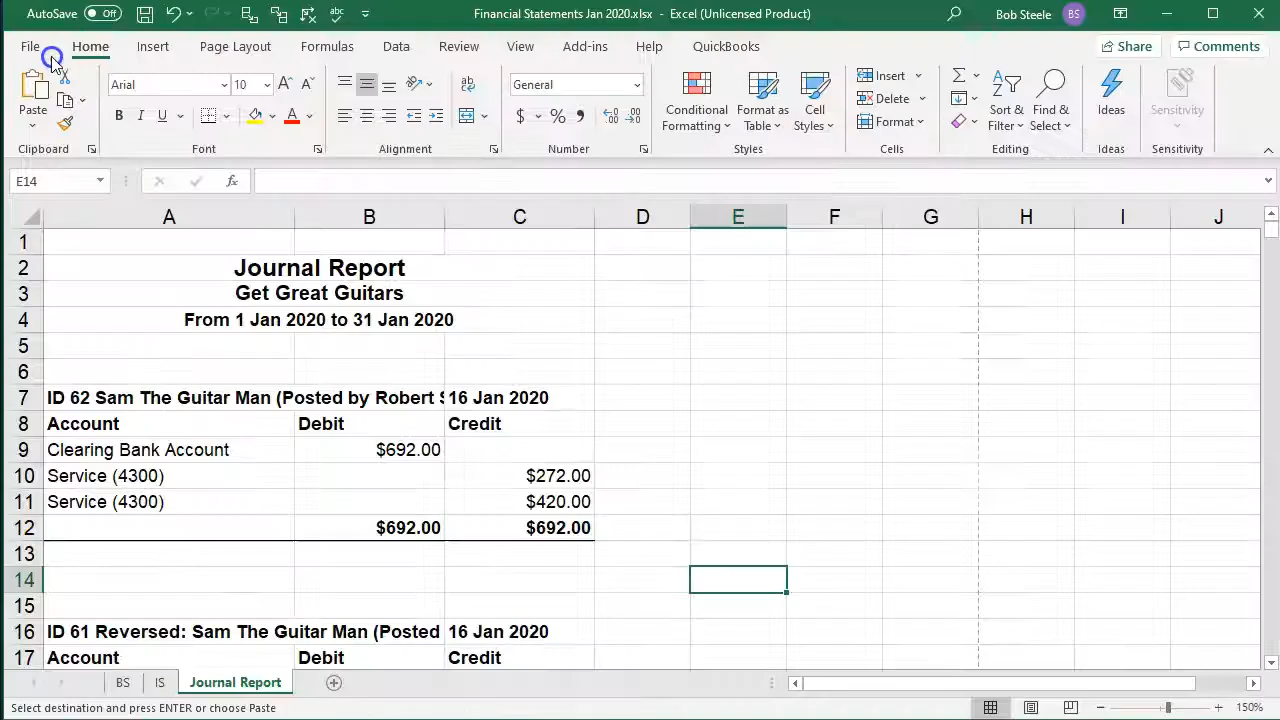 AutoSave Off Financial Statements Jan 2020.xlsx - Excel (Unlicensed Product) Bob Steele BS
File Home Insert Page Layout Formulas Data Review View Add-ins Help QuickBooks Share Comments
Paste Arial 10 General Conditional Formatting Format as Table Cell Styles Insert Delete Format Sort & Filter Find & Select Ideas Sensitivity
Clipboard Font Alignment Number Styles Cells Editing Ideas Sensitivity
E14 fx
A B C D E F G H I J
1
2 Journal Report
3 Get Great Guitars
4 From 1 Jan 2020 to 31 Jan 2020
5
6
7 ID 62 Sam The Guitar Man (Posted by Robert S 16 Jan 2020
8 Account Debit Credit
9 Clearing Bank Account $692.00
10 Service (4300) $272.00
11 Service (4300) $420.00
12 $692.00 $692.00
13
14
15
16 ID 61 Reversed: Sam The Guitar Man (Posted 16 Jan 2020
17 Account Debit Credit
BS IS Journal Report
Select destination and press ENTER or choose Paste 150%